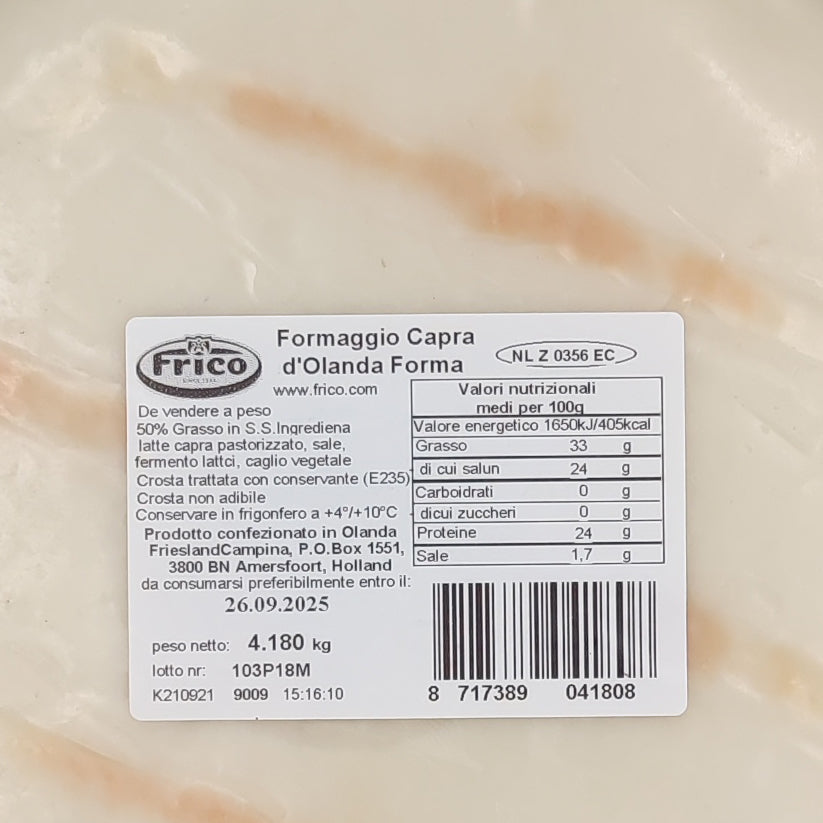 Frico
Formaggio Capra
d'Olanda Forma
www.frico.com
NL Z 0356 EC
De vendere a peso
50% Grasso in S.S.Ingrediena
latte capra pastorizzato, sale,
fermento lattci, caglio vegetale
Crosta trattata con conservante (E235)
Crosta non adibile
Conservare in frigonfero a +4°/+10°C
Prodotto confezionato in Olanda
FrieslandCampina, P.O.Box 1551,
3800 BN Amersfoort, Holland
da consumarsi preferibilmente entro il:
26.09.2025
peso netto: 4.180 kg
lotto nr: 103P18M
K210921 9009 15:16:10
Valori nutrizionali
medi per 100g
Valore energetico 1650kJ/405kcal
Grasso 33 g
di cui salun 24 g
Carboidrati 0 g
dicui zuccheri 0 g
Proteine 24 g
Sale 1,7 g
8 717389 041808